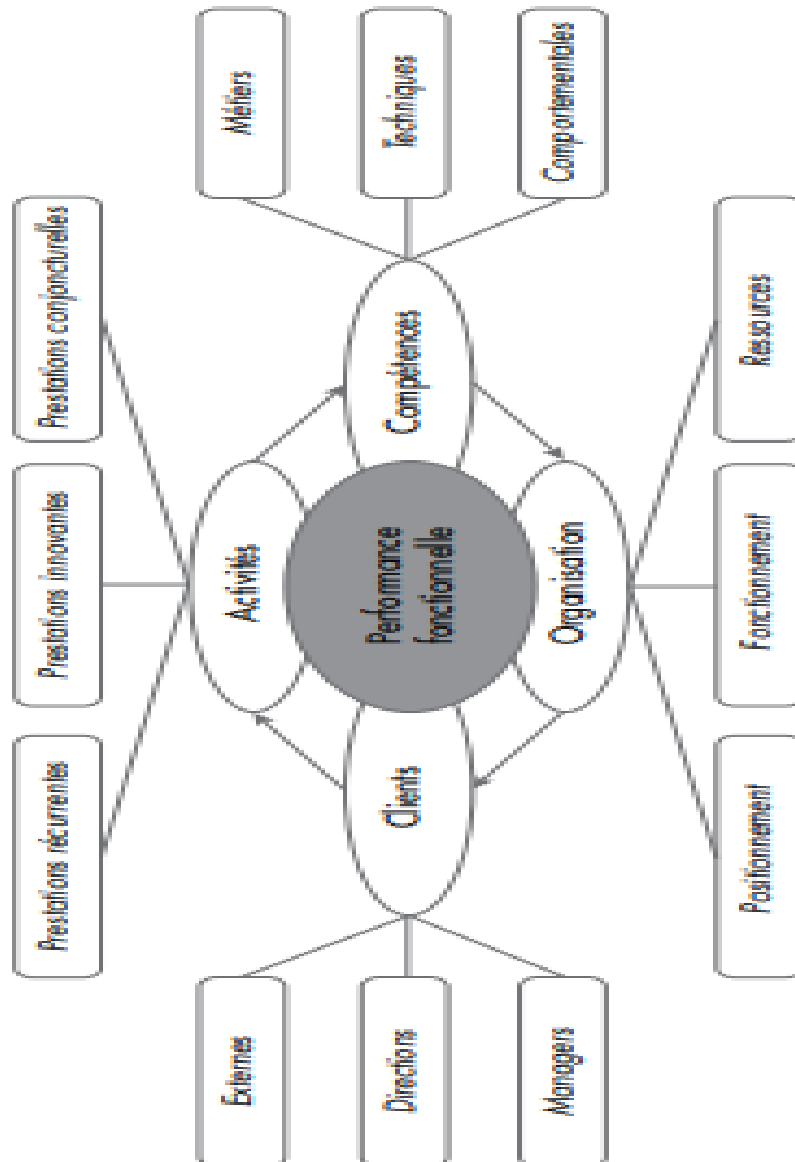 Prestations récurrentes
Prestations innovantes
Prestations conjoncturelles
Externes
Directions
Managers
Activités
Clients
Performance
fonctionnelle
Compétences
Organisation
Métiers
Techniques
Comportementales
Positionnement
Fonctionnement
Ressources